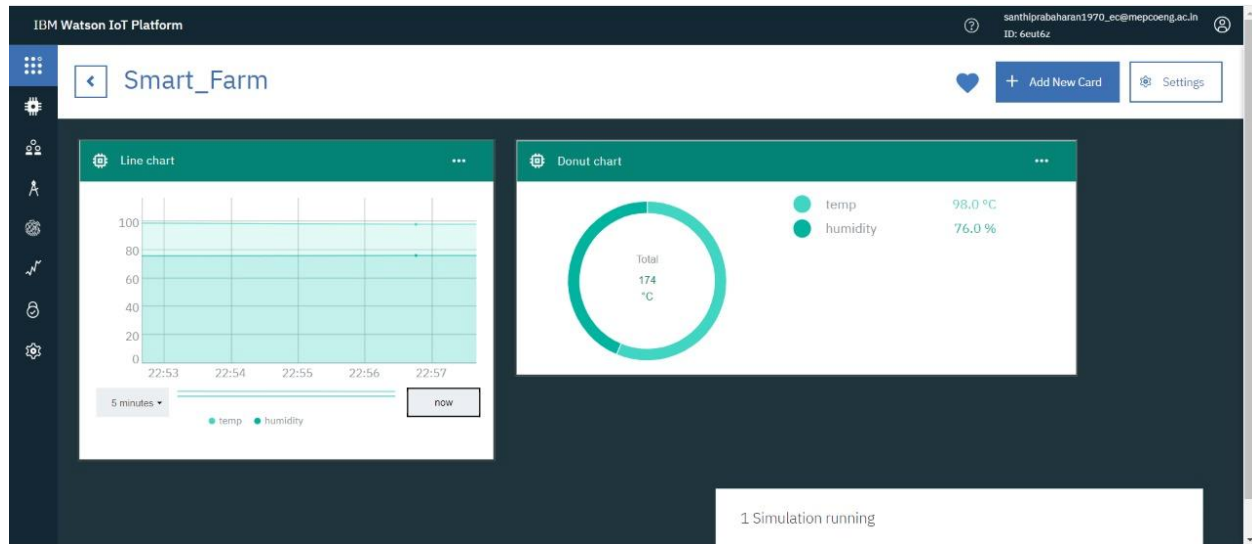 IBM Watson IoT Platform
santhiprabaharan1970_ec@mepcoeng.ac.in
ID: 6eut6z
Smart_Farm
+ Add New Card
Settings
Line chart
100
80
60
40
20
0
22:53 22:54 22:55 22:56 22:57
5 minutes
now
temp humidity
Donut chart
Total
174
°C
temp 98.0 °C
humidity 76.0 %
1 Simulation running